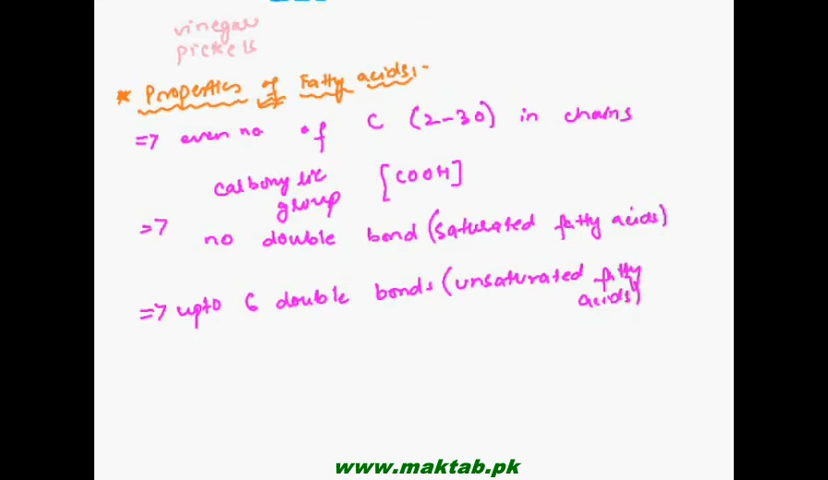 vinegar
pickels
* Properties of Fatty acids:-
=> even no of C (2-30) in chains
carbonylic [COOH]
group
=> no double bond (saturated fatty acids)
=> upto 6 double bonds (unsaturated fatty
acids)
www.maktab.pk